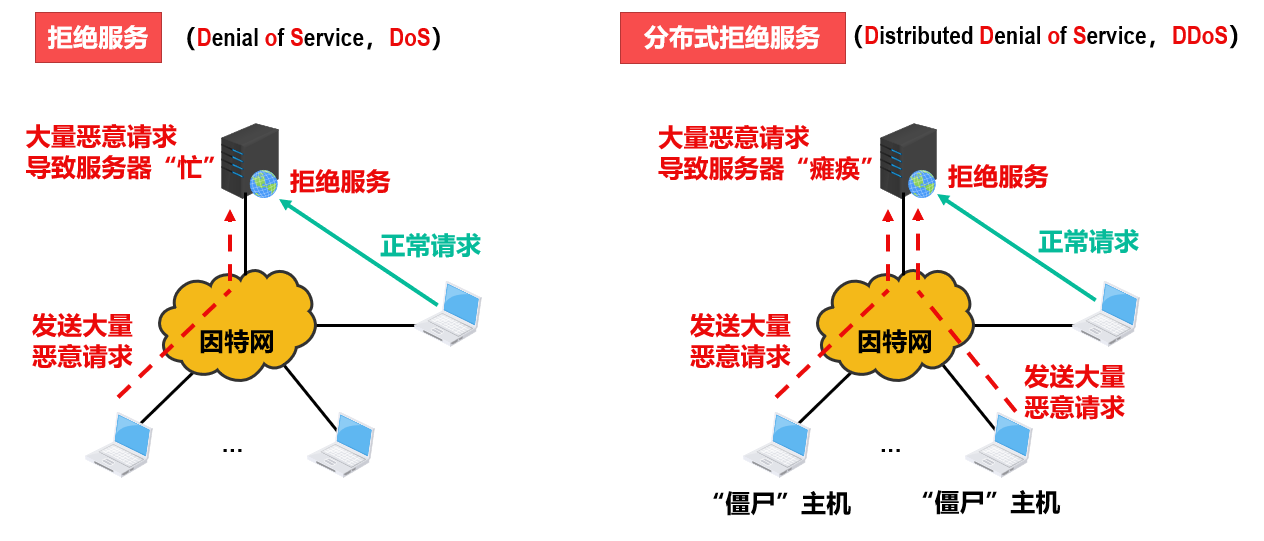 拒绝服务 (Denial of Service，DoS)
大量恶意请求
导致服务器“忙”
拒绝服务
正常请求
发送大量
恶意请求
因特网
...
分布式拒绝服务 (Distributed Denial of Service，DDoS)
大量恶意请求
导致服务器“瘫痪”
拒绝服务
正常请求
发送大量
恶意请求
因特网
发送大量
恶意请求
...
“僵尸”主机
“僵尸”主机